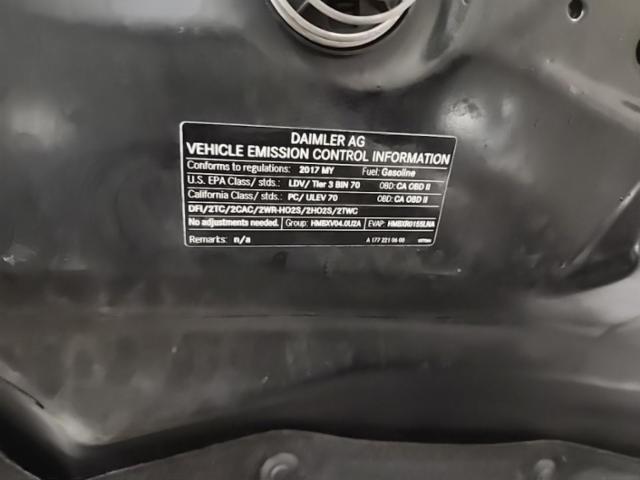 DAIMLER AG
VEHICLE EMISSION CONTROL INFORMATION
Conforms to regulations: 2017 MY Fuel: Gasoline
U.S. EPA Class/ stds.: LDV/ Tier 3 BIN 70 OBD: CA OBD II
California Class/ stds.: PC/ ULEV 70 OBD: CA OBD II
DFI/2TC/2CAC/2WR-HO2S/2HO2S/2TWC
No adjustments needed. Group: HMBXV04.0U2A EVAP: HMBXR0155LNA
Remarks: n/a A 177 221 06 00